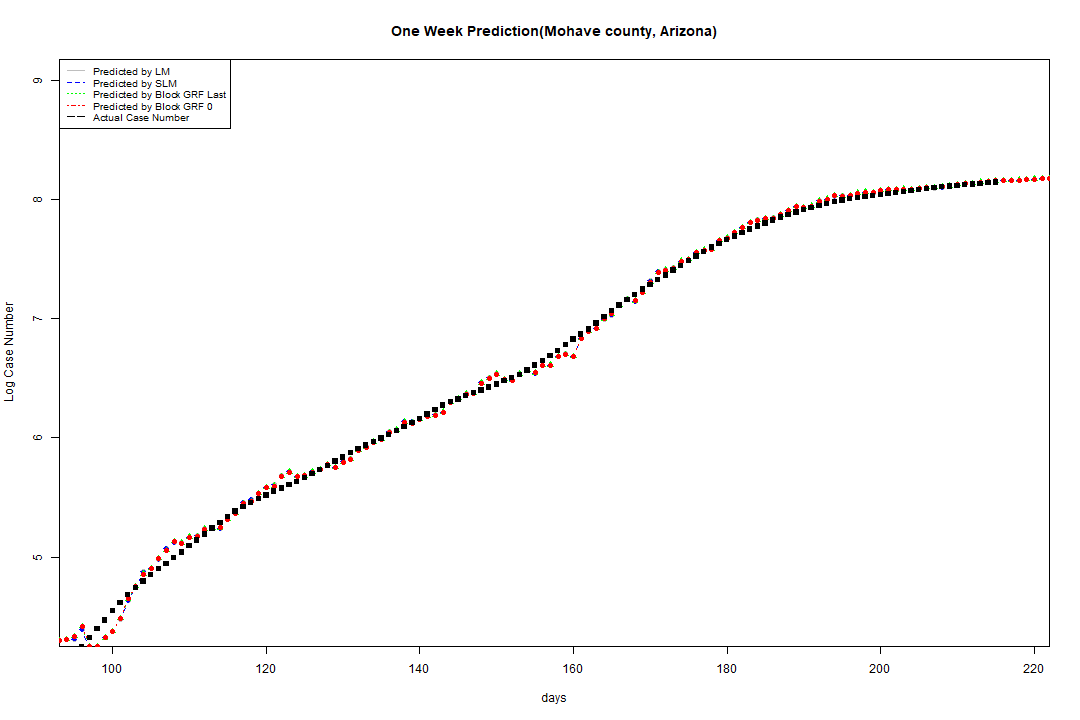 One Week Prediction(Mohave county, Arizona)
Predicted by LM
Predicted by SLM
Predicted by Block GRF Last
Predicted by Block GRF 0
Actual Case Number
9
8
7
6
5
Log Case Number
100 120 140 160 180 200 220
days